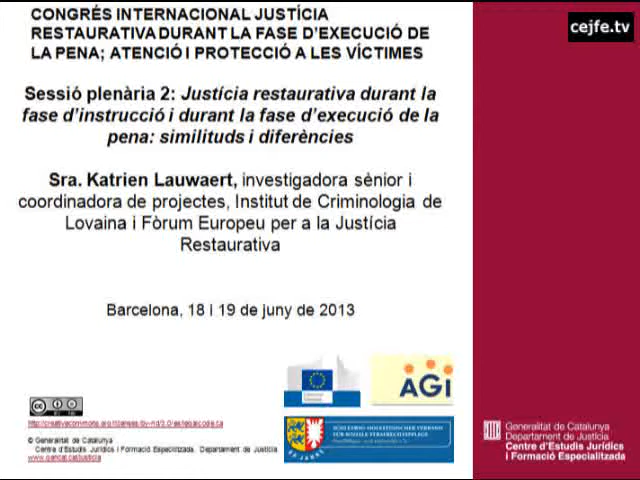 CONGRÉS INTERNACIONAL JUSTÍCIA
cejfe.tv
RESTAURATIVA DURANT LA FASE D'EXECUCIÓ DE
LA PENA; ATENCIÓ I PROTECCIÓ A LES VÍCTIMES
Sessió plenària 2: Justícia restaurativa durant la
fase d'instrucció i durant la fase d'execució de la
pena: similituds i diferències
Sra. Katrien Lauwaert, investigadora sènior i
coordinadora de projectes, Institut de Criminologia de
Lovaina i Fòrum Europeu per a la Justícia
Restaurativa
Barcelona, 18 i 19 de juny de 2013
AGI
© Generalitat de Catalunya
Centre d'Estudis Jurídics i Formació Especialitzada. Departament de Justícia
www.gencat.cat/justicia
Generalitat de Catalunya
Departament de Justícia
Centre d'Estudis Jurídics
i Formació Especialitzada